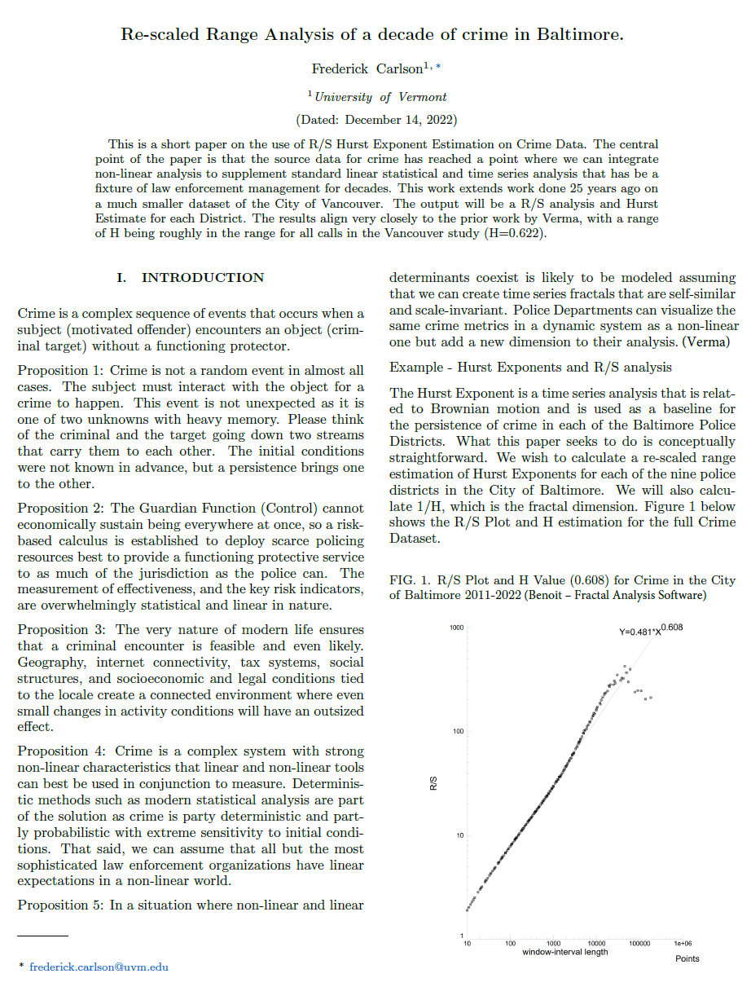 Re-scaled Range Analysis of a decade of crime in Baltimore.
Frederick Carlson1, *
1 University of Vermont
(Dated: December 14, 2022)
This is a short paper on the use of R/S Hurst Exponent Estimation on Crime Data. The central
point of the paper is that the source data for crime has reached a point where we can integrate
non-linear analysis to supplement standard linear statistical and time series analysis that has be a
fixture of law enforcement management for decades. This work extends work done 25 years ago on
a much smaller dataset of the City of Vancouver. The output will be a R/S analysis and Hurst
Estimate for each District. The results align very closely to the prior work by Verma, with a range
of H being roughly in the range for all calls in the Vancouver study (H=0.622).
I. INTRODUCTION
Crime is a complex sequence of events that occurs when a
subject (motivated offender) encounters an object (crim-
inal target) without a functioning protector.
Proposition 1: Crime is not a random event in almost all
cases. The subject must interact with the object for a
crime to happen. This event is not unexpected as it is
one of two unknowns with heavy memory. Please think
of the criminal and the target going down two streams
that carry them to each other. The initial conditions
were not known in advance, but a persistence brings one
to the other.
Proposition 2: The Guardian Function (Control) cannot
economically sustain being everywhere at once, so a risk-
based calculus is established to deploy scarce policing
resources best to provide a functioning protective service
to as much of the jurisdiction as the police can. The
measurement of effectiveness, and the key risk indicators,
are overwhelmingly statistical and linear in nature.
Proposition 3: The very nature of modern life ensures
that a criminal encounter is feasible and even likely.
Geography, internet connectivity, tax systems, social
structures, and socioeconomic and legal conditions tied
to the locale create a connected environment where even
small changes in activity conditions will have an outsized
effect.
Proposition 4: Crime is a complex system with strong
non-linear characteristics that linear and non-linear tools
can best be used in conjunction to measure. Determinis-
tic methods such as modern statistical analysis are part
of the solution as crime is party deterministic and part-
ly probabilistic with extreme sensitivity to initial condi-
tions. That said, we can assume that all but the most
sophisticated law enforcement organizations have linear
expectations in a non-linear world.
Proposition 5: In a situation where non-linear and linear
* frederick.carlson@uvm.edu
determinants coexist is likely to be modeled assuming
that we can create time series fractals that are self-similar
and scale-invariant. Police Departments can visualize the
same crime metrics in a dynamic system as a non-linear
one but add a new dimension to their analysis. (Verma)
Example - Hurst Exponents and R/S analysis
The Hurst Exponent is a time series analysis that is relat-
ed to Brownian motion and is used as a baseline for
the persistence of crime in each of the Baltimore Police
Districts. What this paper seeks to do is conceptually
straightforward. We wish to calculate a re-scaled range
estimation of Hurst Exponents for each of the nine police
districts in the City of Baltimore. We will also calcu-
late 1/H, which is the fractal dimension. Figure 1 below
shows the R/S Plot and H estimation for the full Crime
Dataset.
FIG. 1. R/S Plot and H Value (0.608) for Crime in the City
of Baltimore 2011-2022 (Benoit – Fractal Analysis Software)
Y=0.481*X0.608
1000
100
R/S
10
1
10 100 1000 10000 100000 1e+06
window-interval length
Points